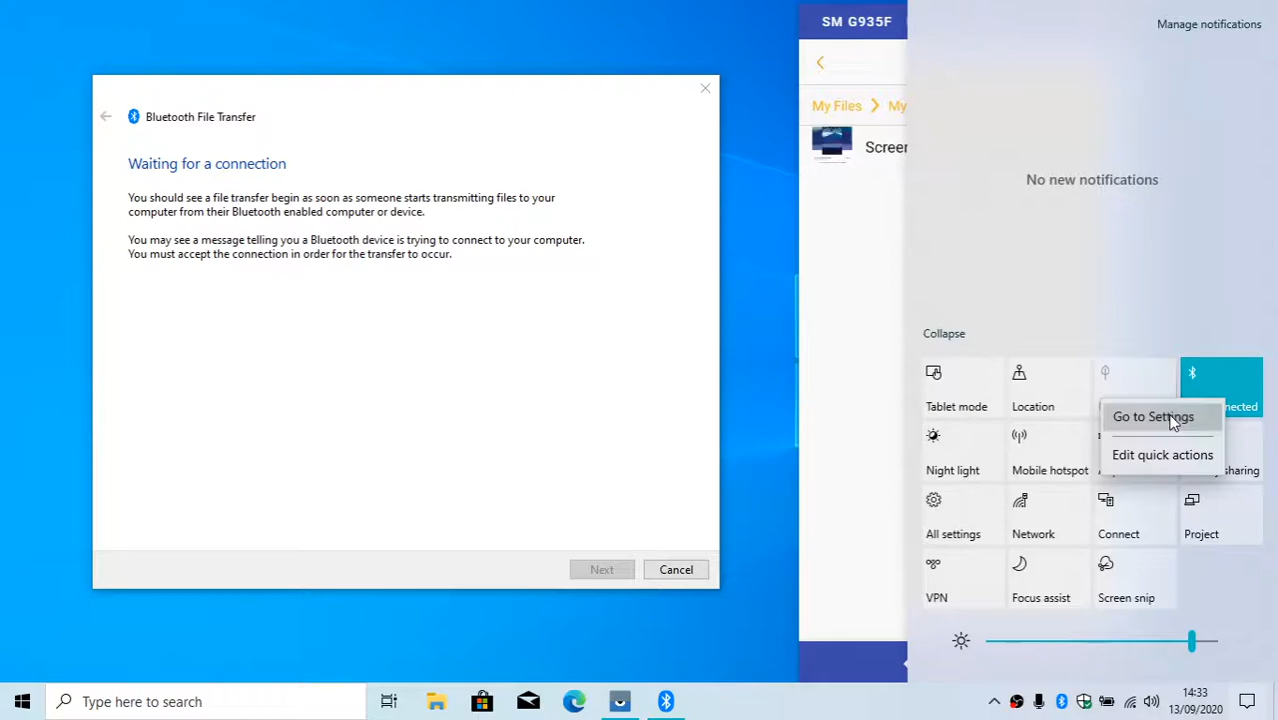 Bluetooth File Transfer
Waiting for a connection
You should see a file transfer begin as soon as someone starts transmitting files to your
computer from their Bluetooth enabled computer or device.
You may see a message telling you a Bluetooth device is trying to connect to your computer.
You must accept the connection in order for the transfer to occur.
Next
Cancel
SM G935F
My Files
My
Manage notifications
No new notifications
Collapse
Tablet mode
Location
Go to Settings
Edit quick actions
Night light
Mobile hotspot
All settings
Network
Connect
Project
VPN
Focus assist
Screen snip
Type here to search
4:33
13/09/2020